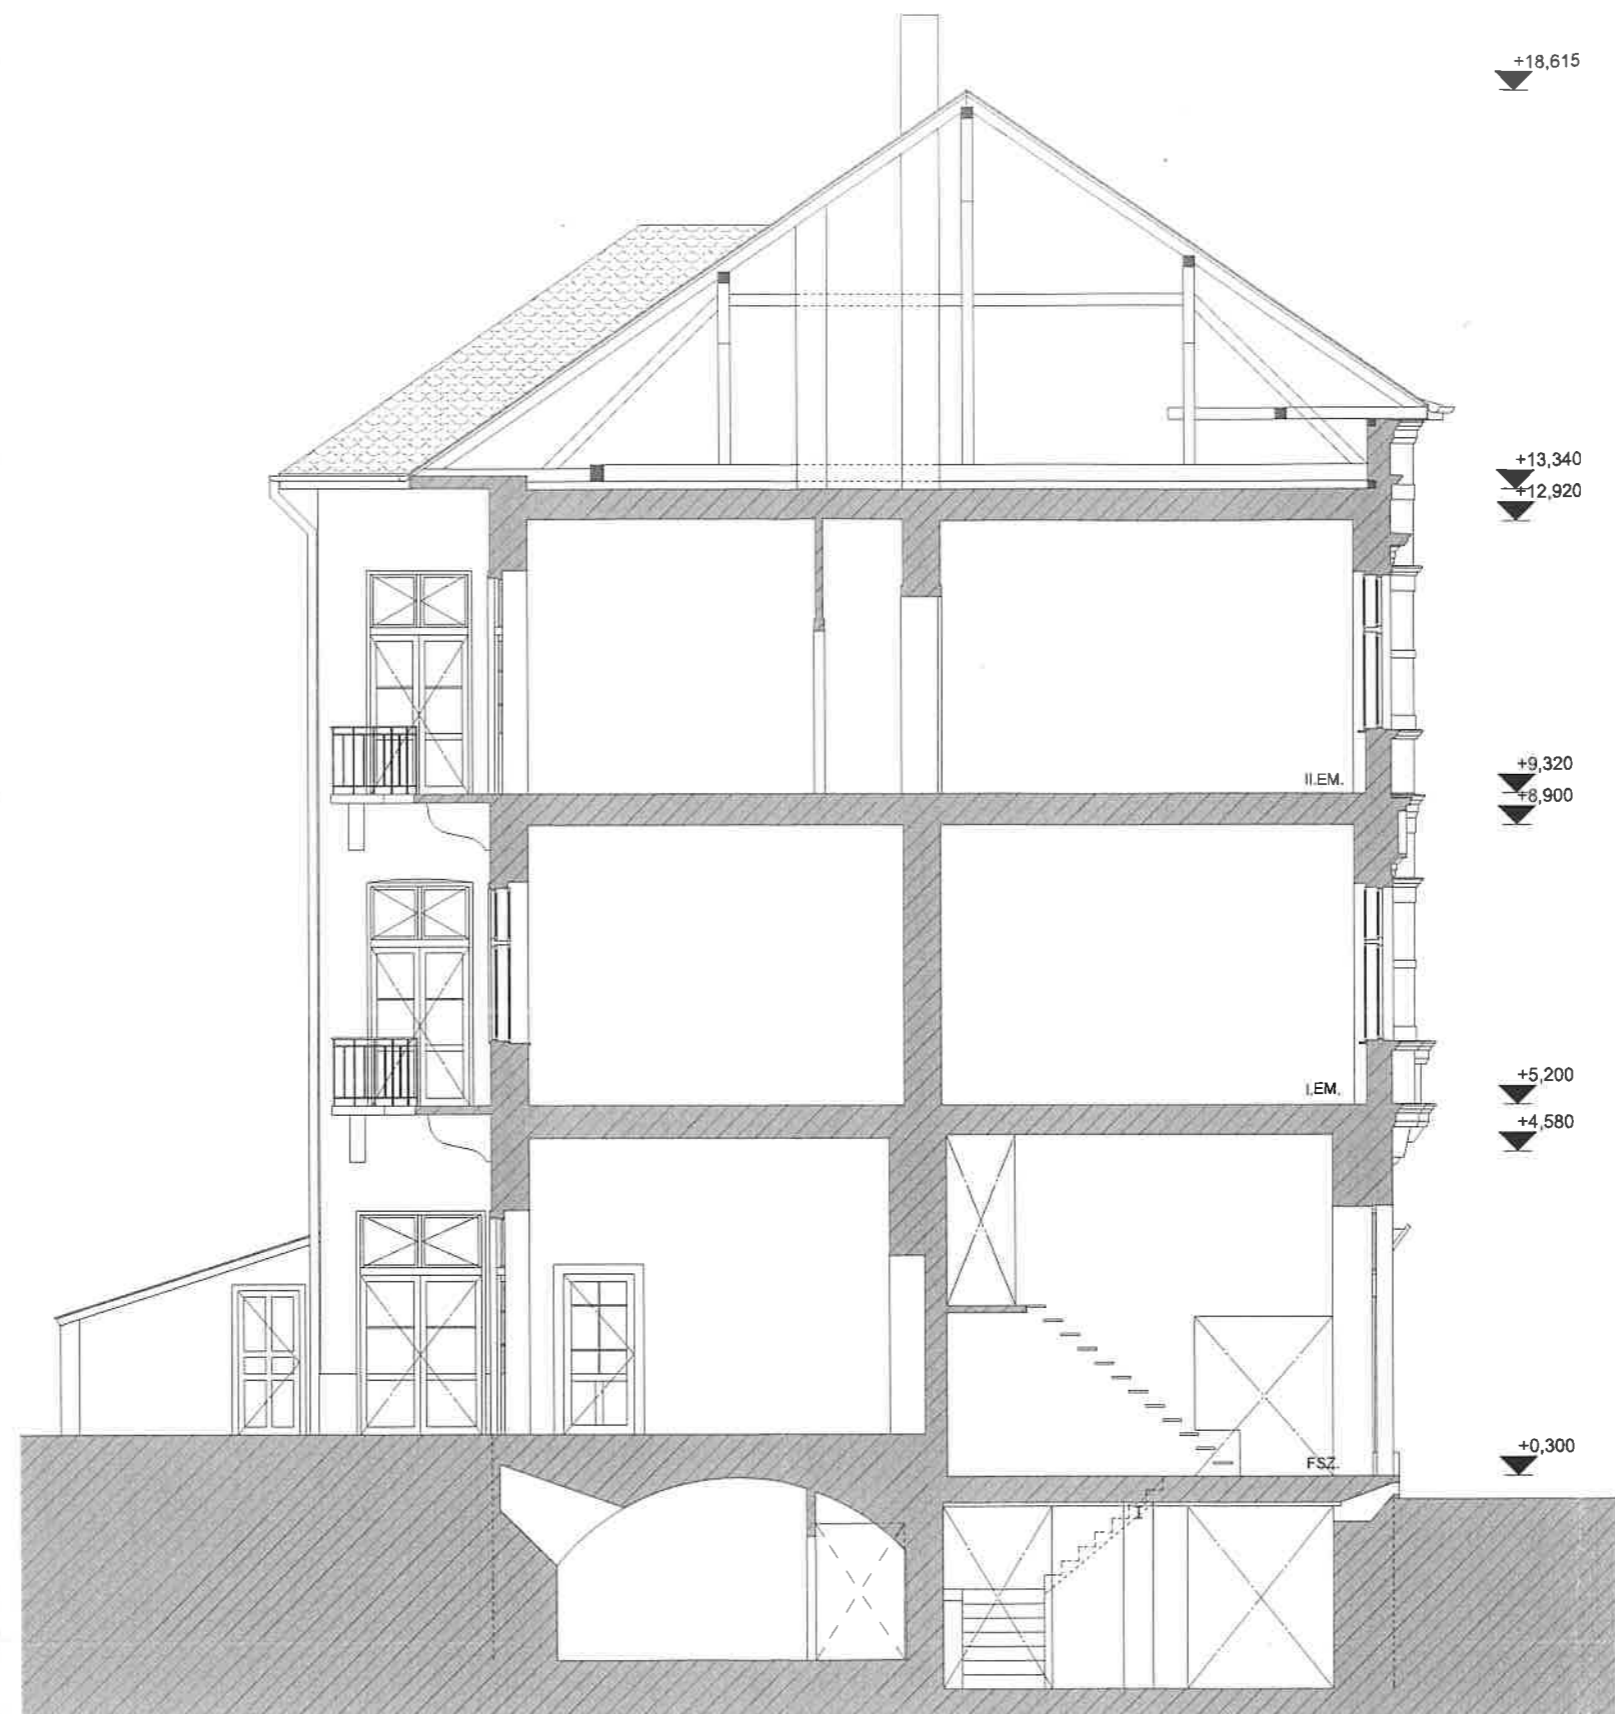 +18,615
+13,340
+12,920
II.EM.
+9,320
+8,900
I.EM.
+5,200
+4,580
FSZ.
+0,300